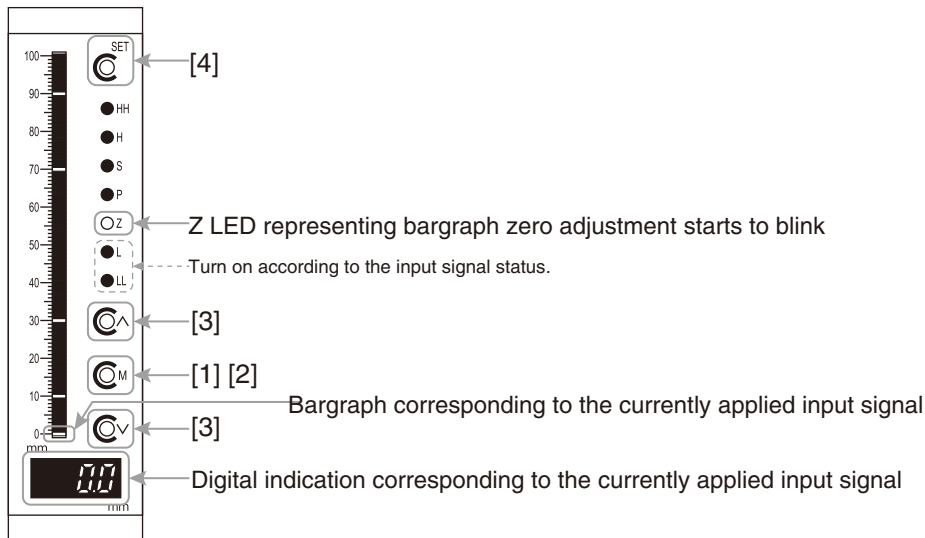 SET
100
[4]
90
HH
80
H
70
S
P
60
Z
Z LED representing bargraph zero adjustment starts to blink
50
L
Turn on according to the input signal status.
40
LL
30
[3]
20
M
[1] [2]
10
Bargraph corresponding to the currently applied input signal
0
[3]
mm
0.0
Digital indication corresponding to the currently applied input signal
mm